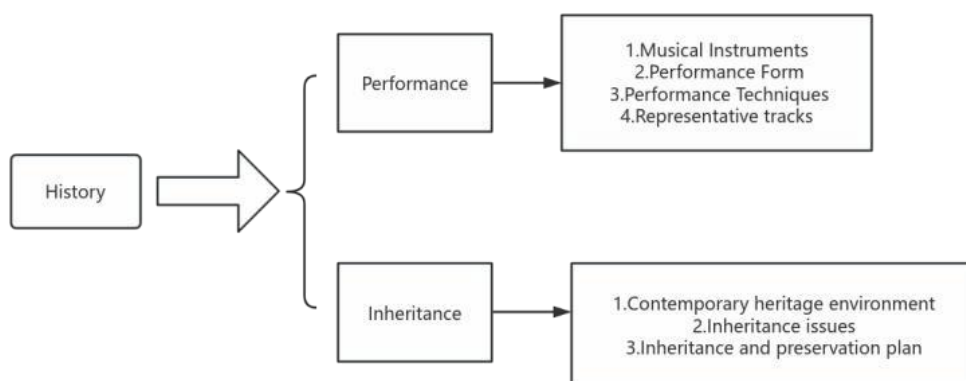 History
Performance
1.Musical Instruments
2.Performance Form
3.Performance Techniques
4.Representative tracks
Inheritance
1.Contemporary heritage environment
2.Inheritance issues
3.Inheritance and preservation plan